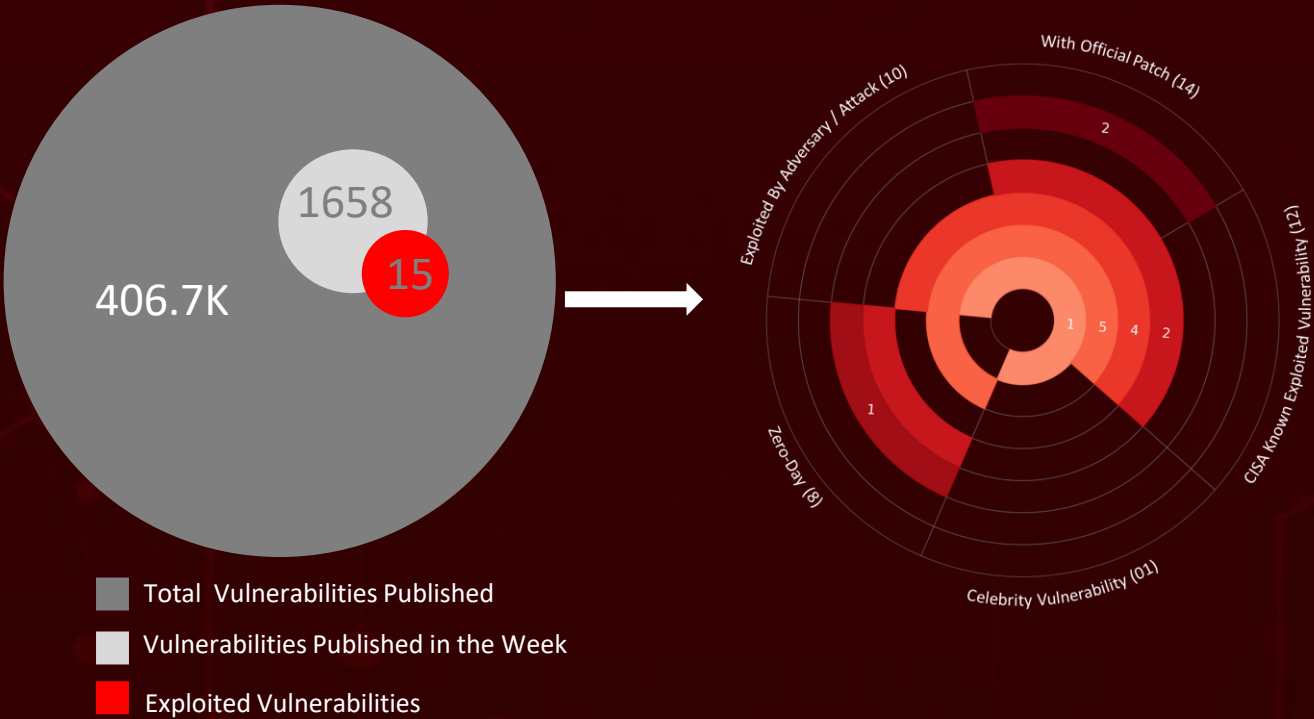 406.7K
1658
15
Total Vulnerabilities Published
Vulnerabilities Published in the Week
Exploited Vulnerabilities
With Official Patch (14)
Exploited By Adversary / Attack (10)
CISA Known Exploited Vulnerability (12)
Zero-Day (8)
Celebrity Vulnerability (01)
2
1 5 4 2
1